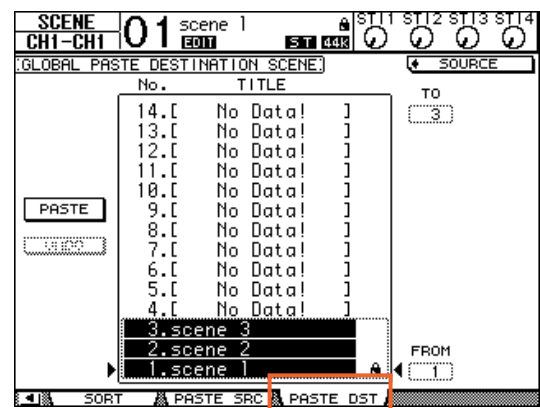 SCENE
CH1-CH1
01 scene 1
EDIT ST 44k
ST1 ST2 ST3 ST4
GLOBAL PASTE DESTINATION SCENE
SOURCE
No. TITLE
TO
3
14.[ No Data! ]
13.[ No Data! ]
12.[ No Data! ]
11.[ No Data! ]
10.[ No Data! ]
9.[ No Data! ]
8.[ No Data! ]
7.[ No Data! ]
6.[ No Data! ]
5.[ No Data! ]
4.[ No Data! ]
3.scene 3
2.scene 2
1.scene 1
PASTE
UNDO
FROM
1
SORT PASTE SRC PASTE DST